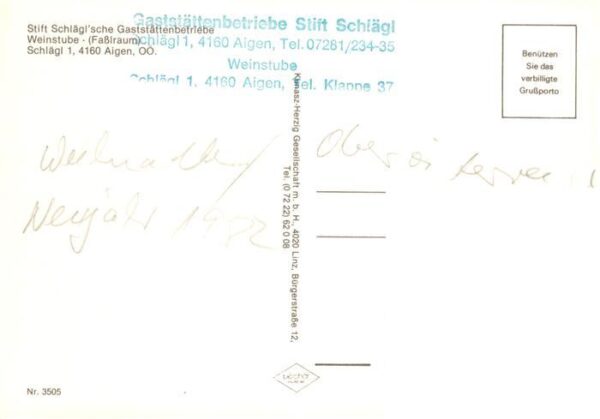 Stift Schlägl'sche Gaststättenbetriebe
Weinstube - (Faßlraum)
Schlägl 1, 4160 Aigen, OÖ.
Gaststättenbetriebe Stift Schlägl
Schlägl 1, 4160 Aigen, Tel. 07281/234-35
Weinstube
Schlägl 1, 4160 Aigen, Tel. Klappe 37
Benützen
Sie das
verbilligte
Grußporto
Oberösterreich
Neujahr 1982
Herzig Gesellschaft m. b. H., 4020 Linz, Bürgerstraße 12,
Tel. (0 72 22) 62 0 08
Nr. 3505